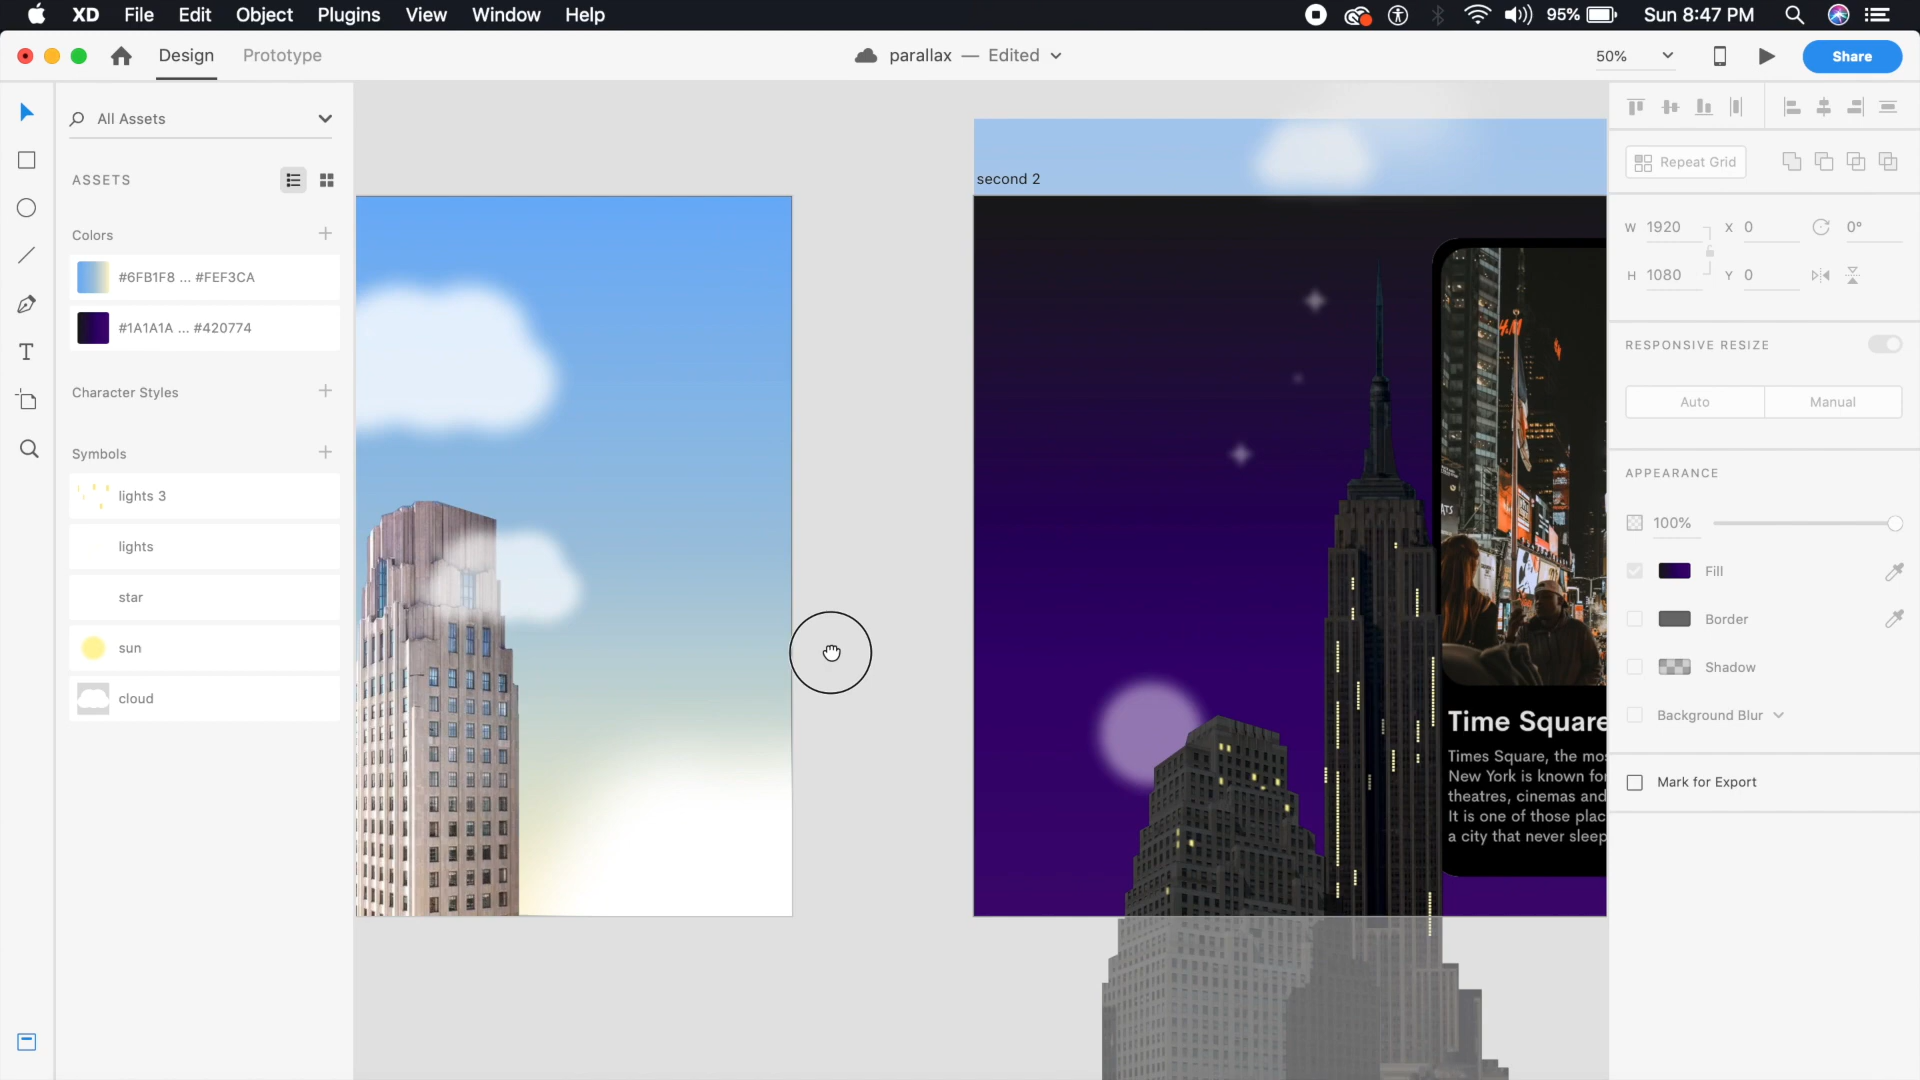 XD File Edit Object Plugins View Window Help 95% Sun 8:47 PM
Design Prototype parallax — Edited 50% Share
All Assets
ASSETS
Colors
#6FB1F8 ... #FEF3CA
#1A1A1A ... #420774
Character Styles
Symbols
lights 3
lights
star
sun
cloud
second 2
H&M
Time Square
Times Square, the mo
New York is known fo
theatres, cinemas and
It is one of those plac
a city that never sleep
Repeat Grid
W 1920 X 0 0°
H 1080 Y 0
RESPONSIVE RESIZE
Auto Manual
APPEARANCE
100%
Fill
Border
Shadow
Background Blur
Mark for Export